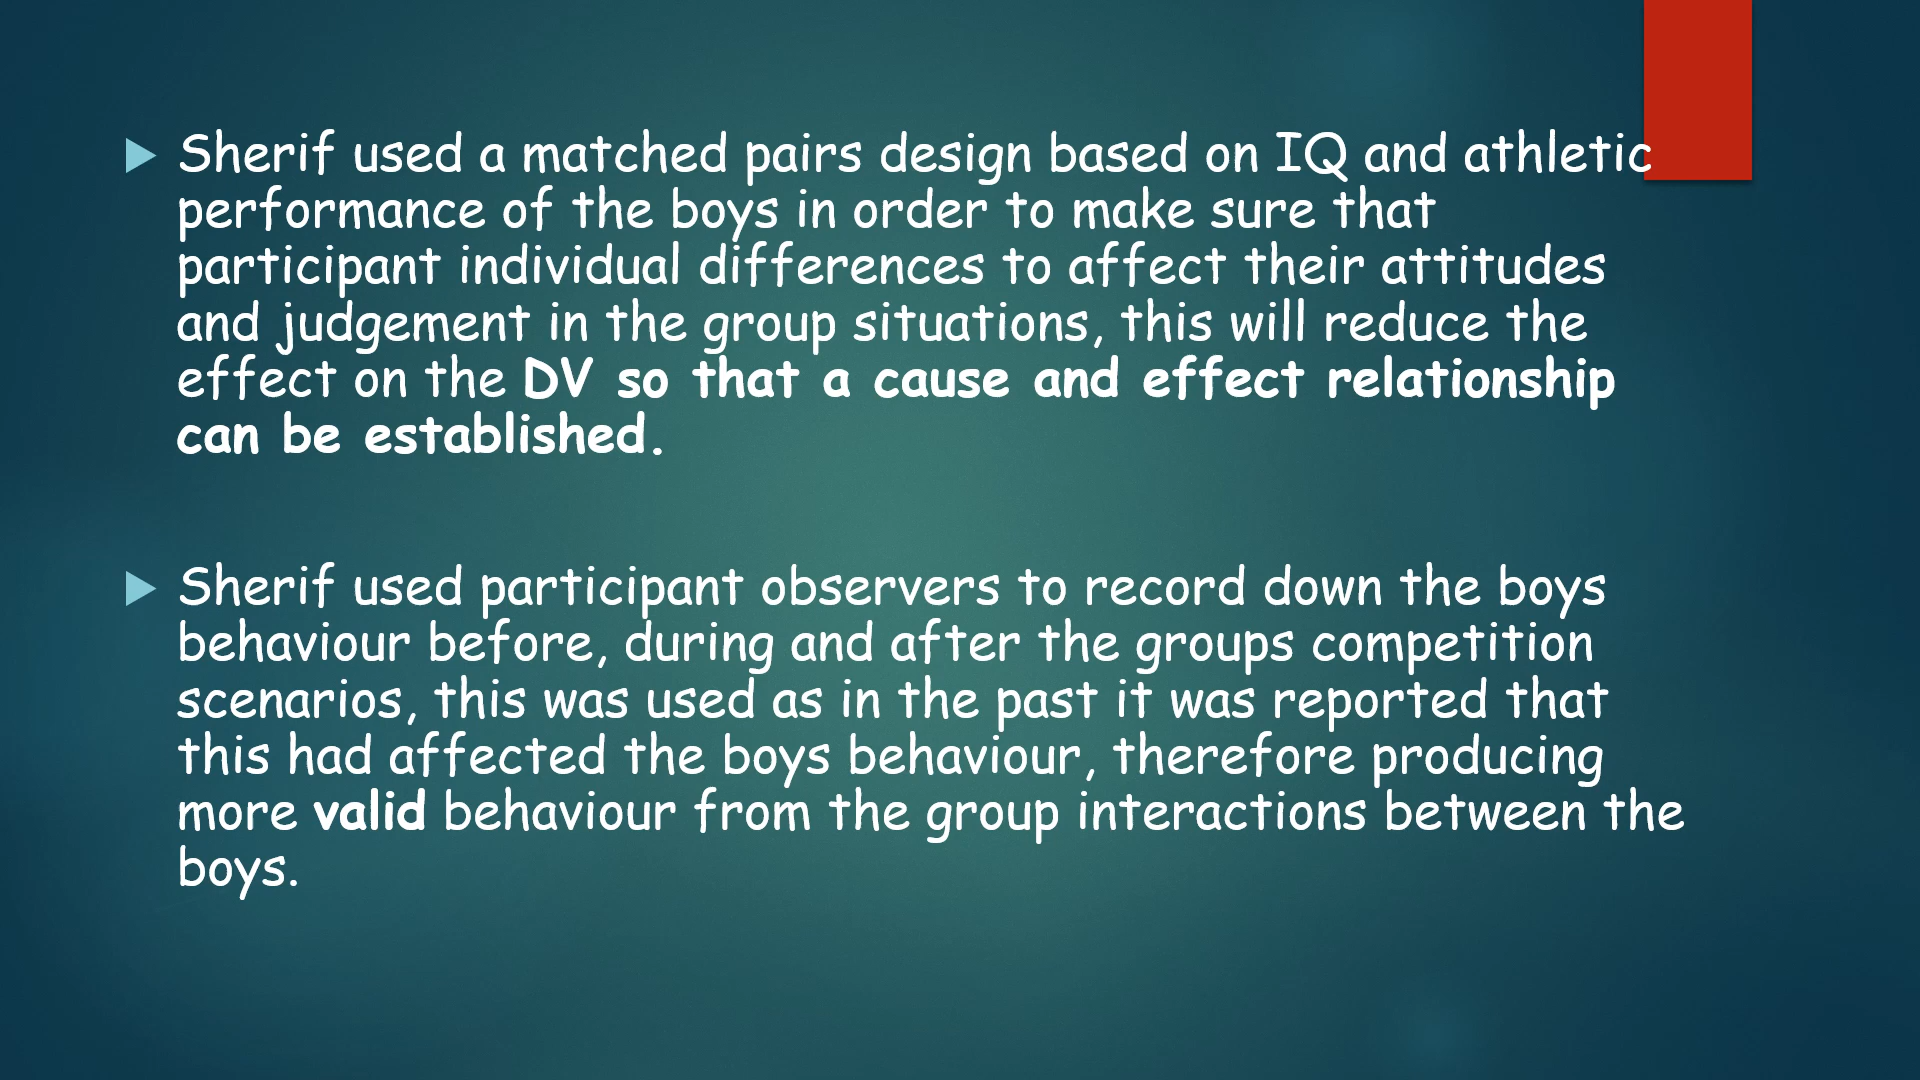 Sherif used a matched pairs design based on IQ and athletic
performance of the boys in order to make sure that
participant individual differences to affect their attitudes
and judgement in the group situations, this will reduce the
effect on the DV so that a cause and effect relationship
can be established.
Sherif used participant observers to record down the boys
behaviour before, during and after the groups competition
scenarios, this was used as in the past it was reported that
this had affected the boys behaviour, therefore producing
more valid behaviour from the group interactions between the
boys.